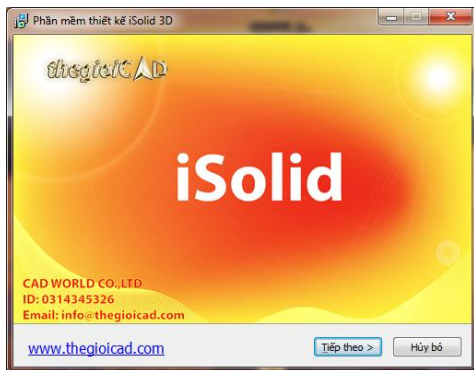 Phần mềm thiết kế iSolid 3D
thegioiCAD
iSolid
CAD WORLD CO.,LTD
ID: 0314345326
Email: info@thegioicad.com
www.thegioicad.com
Tiếp theo >
Hủy bỏ